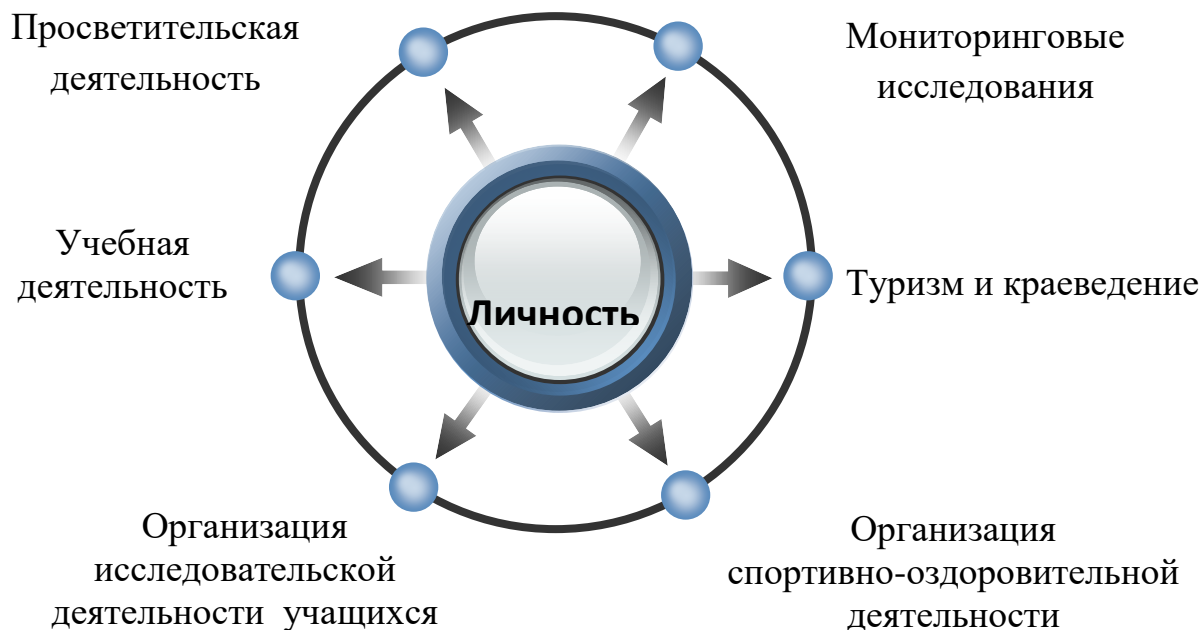 Просветительская
деятельность
Мониторинговые
исследования
Учебная
деятельность
Туризм и краеведение
Личность
Организация
исследовательской
деятельности учащихся
Организация
спортивно-оздоровительной
деятельности